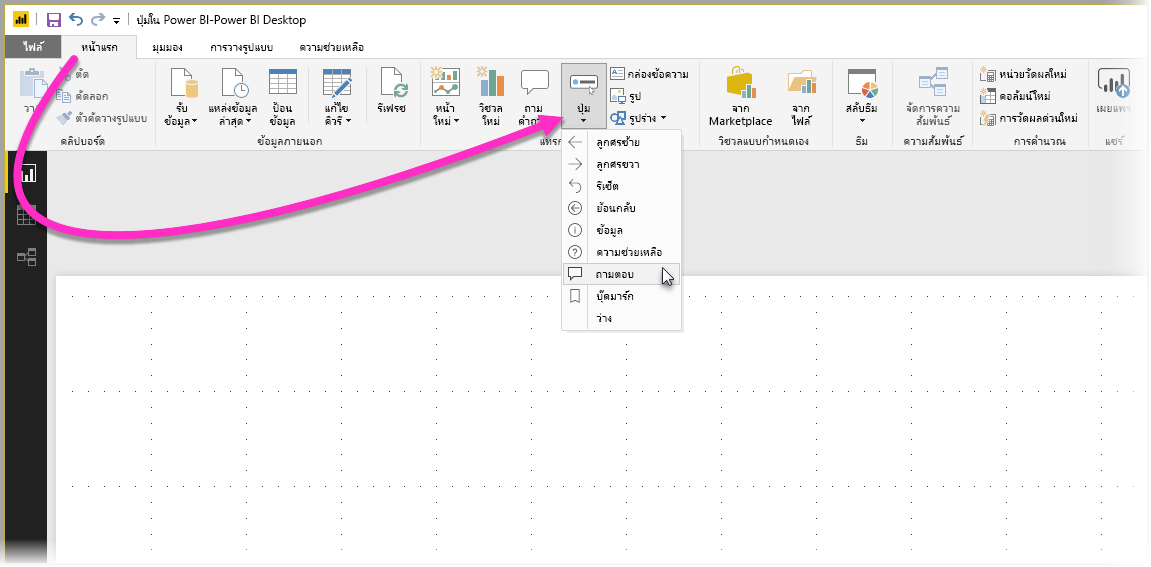 ปุ่มใน Power BI-Power BI Desktop
ไฟล์ หน้าแรก มุมมอง การวางรูปแบบ ความช่วยเหลือ
ตัด
คัดลอก
ตัวคัดวางรูปแบบ
คลิปบอร์ด
รับ
ข้อมูล
แหล่งข้อมูล
ล่าสุด
ป้อน
ข้อมูล
แก้ไข
คิวรี
รีเฟรช
ข้อมูลภายนอก
หน้า
ใหม่
วิชวล
ใหม่
ถาม
ปุ่ม
กล่องข้อความ
รูป
รูปร่าง
จาก
Marketplace
จาก
ไฟล์
วิชวลแบบกำหนดเอง
สลับธีม
ธีม
จัดการความ
สัมพันธ์
ความสัมพันธ์
หน่วยวัดผลใหม่
คอลัมน์ใหม่
การวัดผลด่วนใหม่
การคำนวณ
เผยแพร่
แชร์
ลูกศรซ้าย
ลูกศรขวา
รีเซ็ต
ย้อนกลับ
ข้อมูล
ความช่วยเหลือ
ถามตอบ
บุ๊คมาร์ก
ว่าง